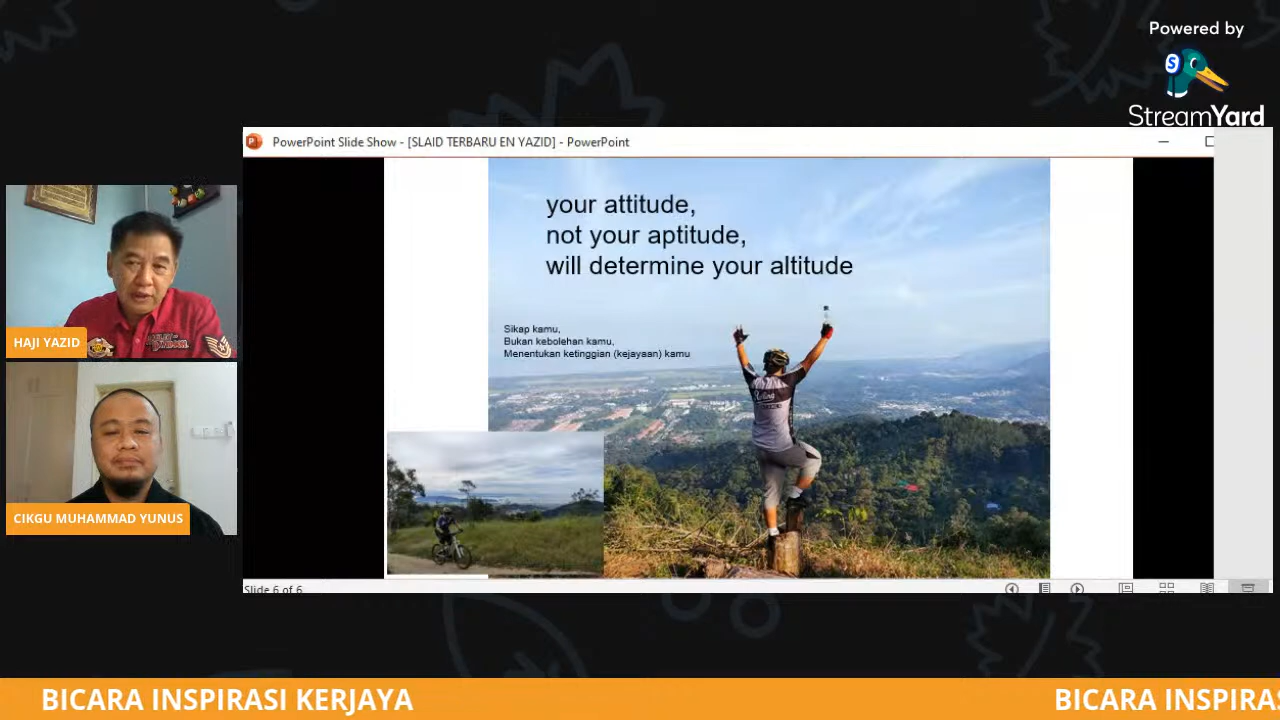 Powered by
StreamYard
PowerPoint Slide Show - [SLAID TERBARU EN YAZID] - PowerPoint
your attitude,
not your aptitude,
will determine your altitude
Sikap kamu,
Bukan kebolehan kamu,
Menentukan ketinggian (kejayaan) kamu
HAJI YAZID
CIKGU MUHAMMAD YUNUS
Slide 6 of 6
BICARA INSPIRASI KERJAYA
BICARA INSPIRAS